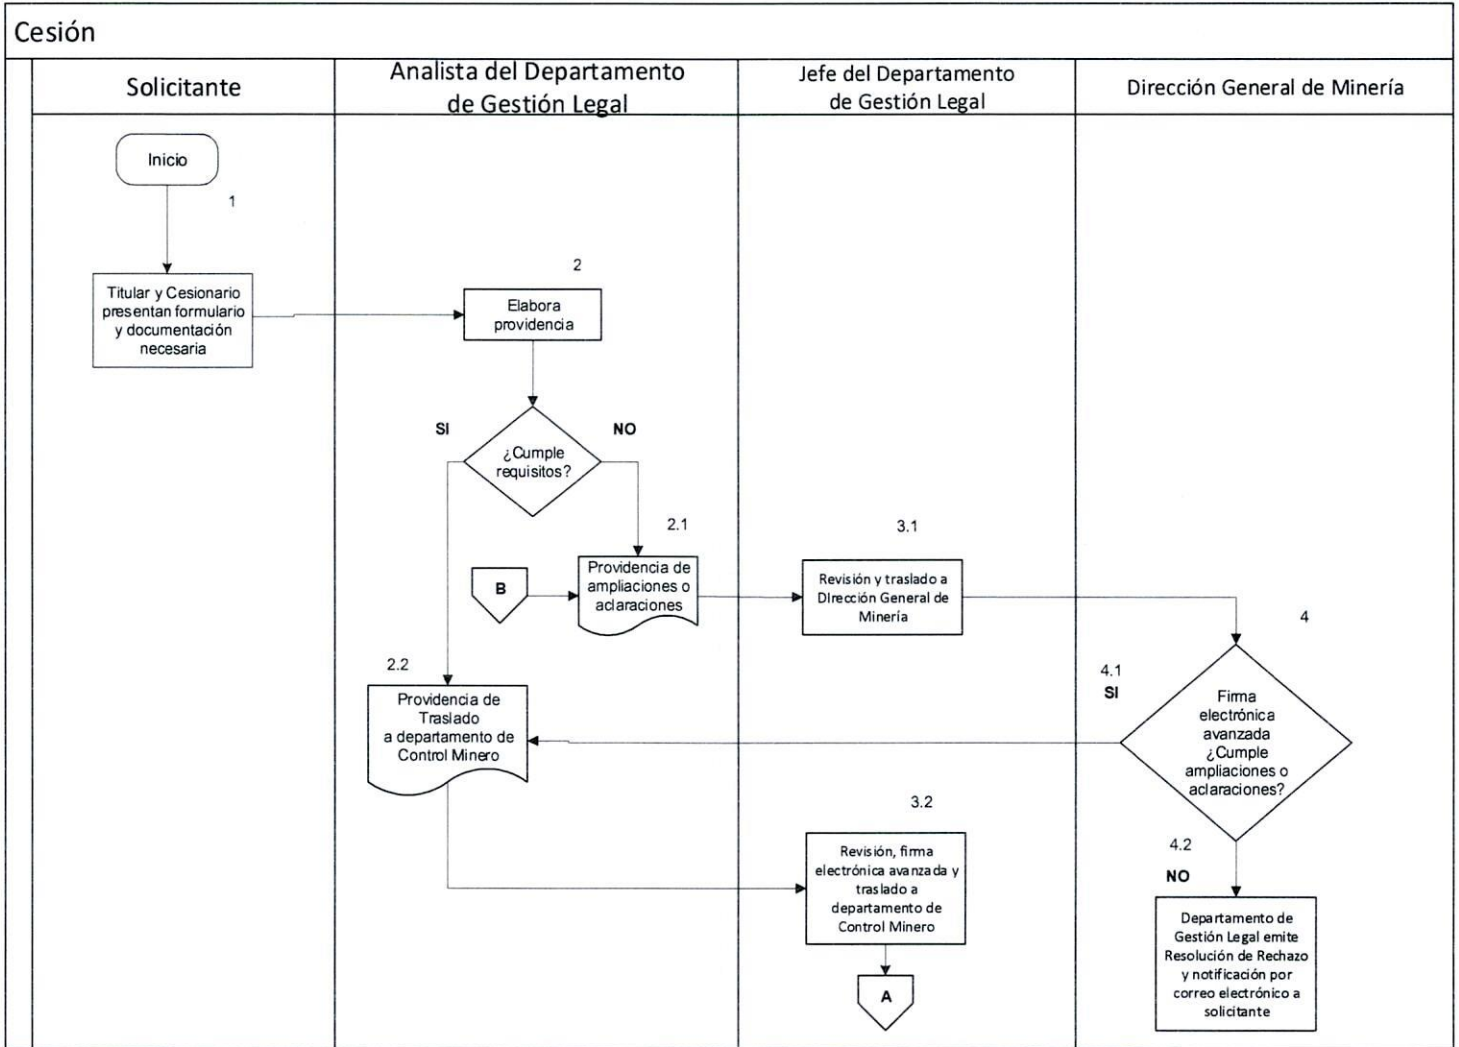 Cesión
Solicitante
Analista del Departamento
de Gestión Legal
Jefe del Departamento
de Gestión Legal
Dirección General de Minería
Inicio
1
Titular y Cesionario
presentan formulario
y documentación
necesaria
2
Elabora
providencia
SI
NO
¿Cumple
requisitos?
2.1
B
Providencia de
ampliaciones o
aclaraciones
3.1
Revisión y traslado a
DIrección General de
Minería
4
4.1
SI
Firma
electrónica
avanzada
¿Cumple
ampliaciones o
aclaraciones?
2.2
Providencia de
Traslado
a departamento de
Control Minero
3.2
Revisión, firma
electrónica avanzada y
traslado a
departamento de
Control Minero
A
4.2
NO
Departamento de
Gestión Legal emite
Resolución de Rechazo
y notificación por
correo electrónico a
solicitante